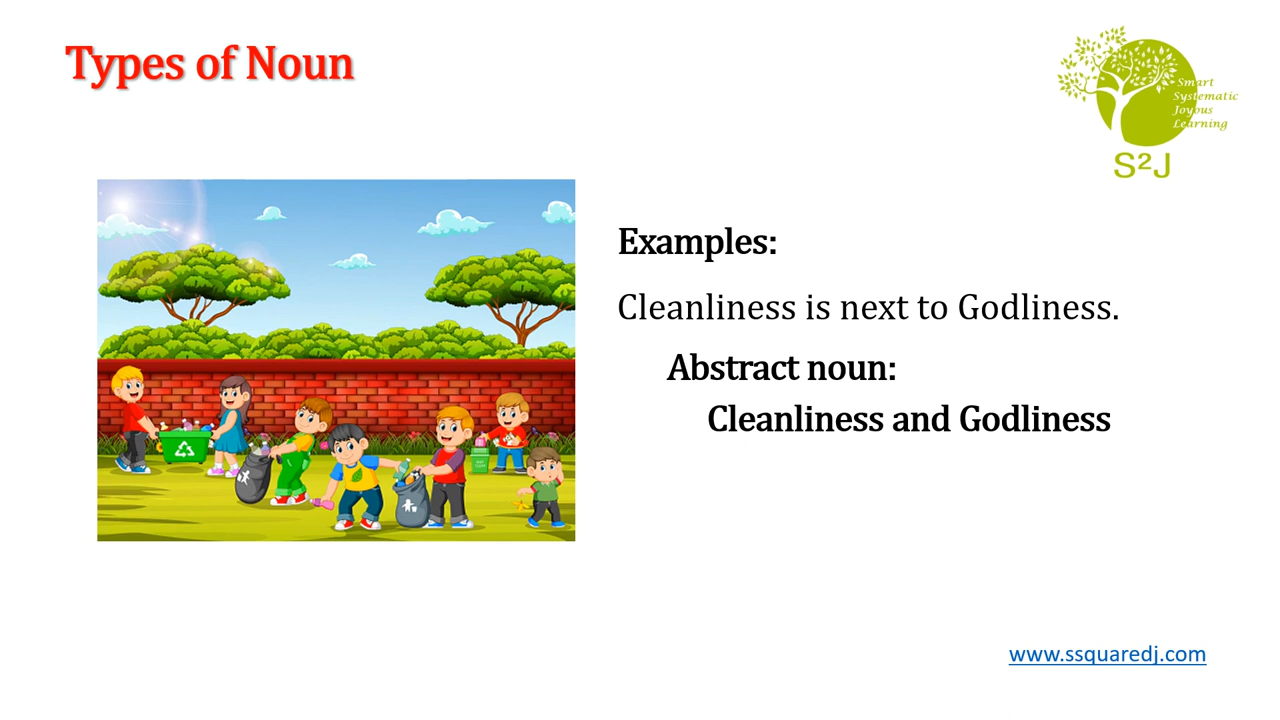 Types of Noun
Smart
Systematic
Joyous
Learning
S²J
Examples:
Cleanliness is next to Godliness.
Abstract noun:
Cleanliness and Godliness
www.ssquaredj.com